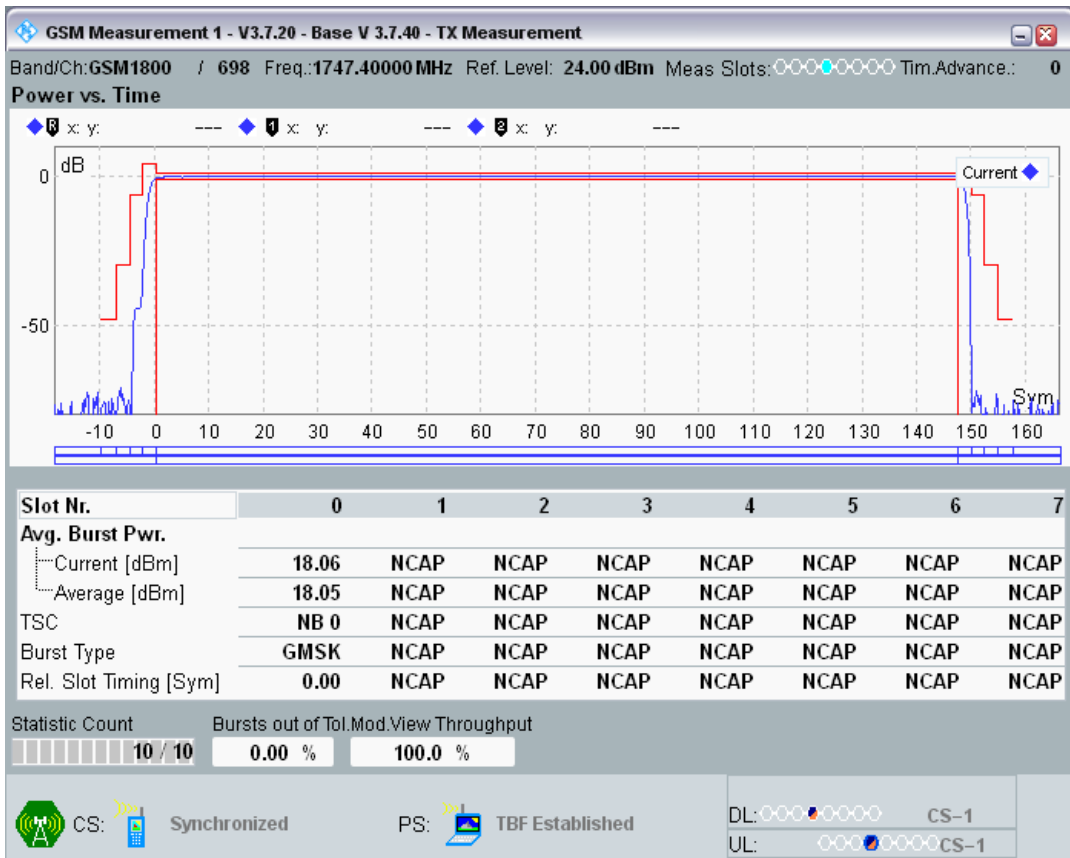 GSM Measurement 1 - V3.7.20 - Base V 3.7.40 - TX Measurement
Band/Ch:GSM1800 / 698 Freq.:1747.40000 MHz Ref. Level: 24.00 dBm Meas Slots: Tim.Advance.: 0
Power vs. Time
R x: y: --- 1 x: y: --- 2 x: y: ---
dB
Current
0
-50
Sym
-10 0 10 20 30 40 50 60 70 80 90 100 110 120 130 140 150 160
Slot Nr. 0 1 2 3 4 5 6 7
Avg. Burst Pwr.
Current [dBm] 18.06 NCAP NCAP NCAP NCAP NCAP NCAP NCAP
Average [dBm] 18.05 NCAP NCAP NCAP NCAP NCAP NCAP NCAP
TSC NB 0 NCAP NCAP NCAP NCAP NCAP NCAP NCAP
Burst Type GMSK NCAP NCAP NCAP NCAP NCAP NCAP NCAP
Rel. Slot Timing [Sym] 0.00 NCAP NCAP NCAP NCAP NCAP NCAP NCAP
Statistic Count Bursts out of Tol.Mod.View Throughput
10 / 10 0.00 % 100.0 %
CS: Synchronized PS: TBF Established
DL: CS-1
UL: CS-1